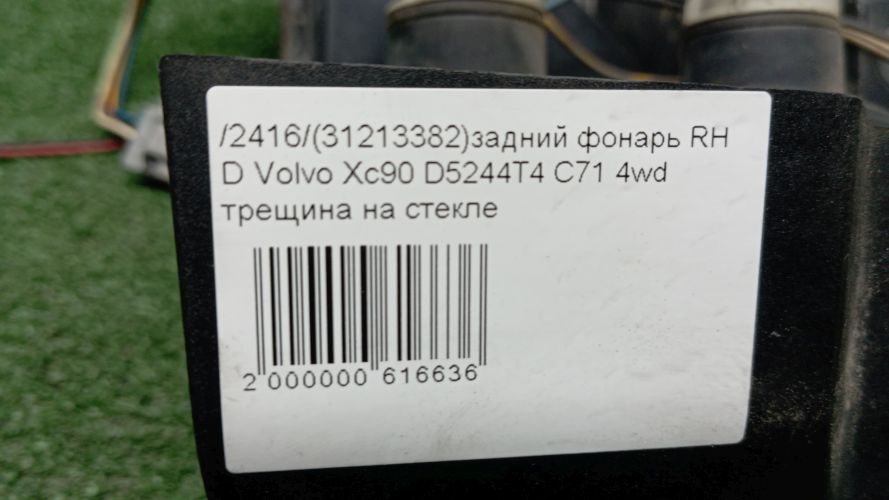 /2416/(31213382)задний фонарь RH
D Volvo Xc90 D5244T4 C71 4wd
трещина на стекле
2 000000 616636